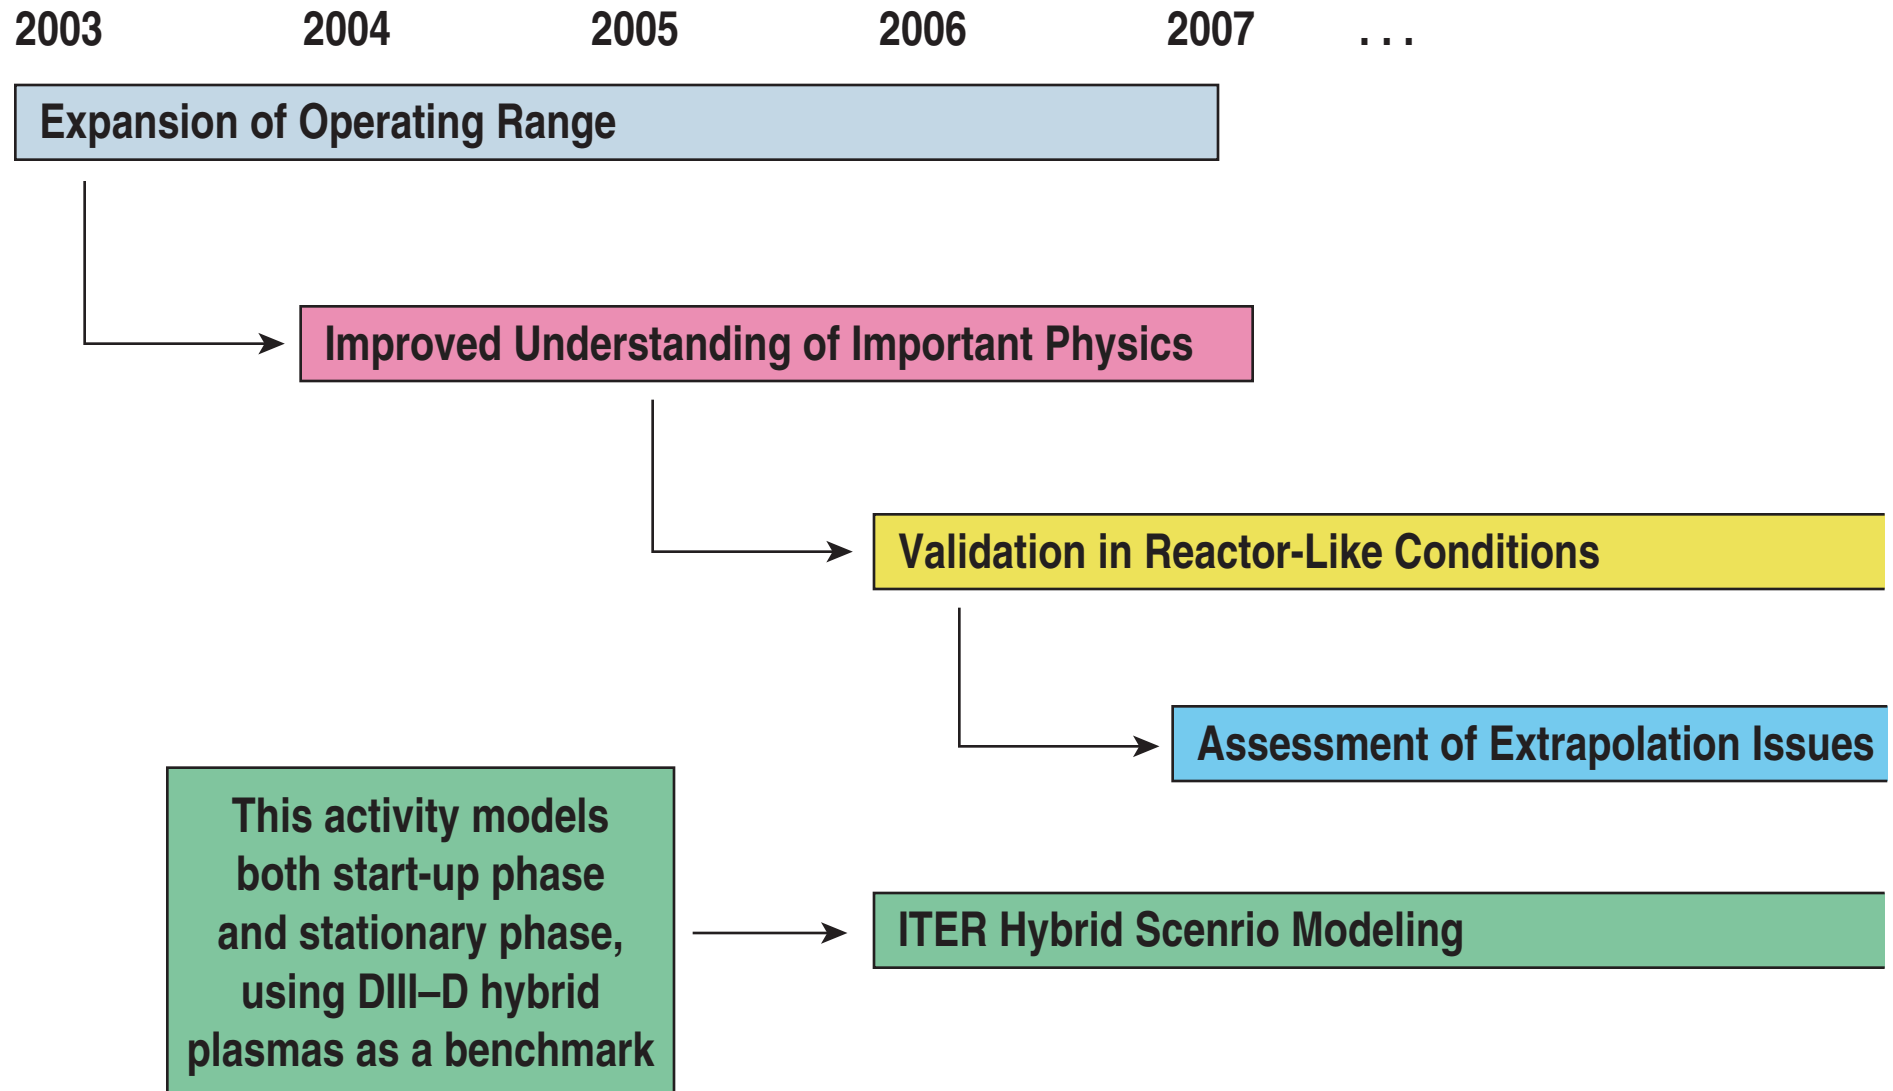 2003 2004 2005 2006 2007 . . .
Expansion of Operating Range
Improved Understanding of Important Physics
Validation in Reactor-Like Conditions
Assessment of Extrapolation Issues
This activity models
both start-up phase
and stationary phase,
using DIII–D hybrid
plasmas as a benchmark
ITER Hybrid Scenrio Modeling